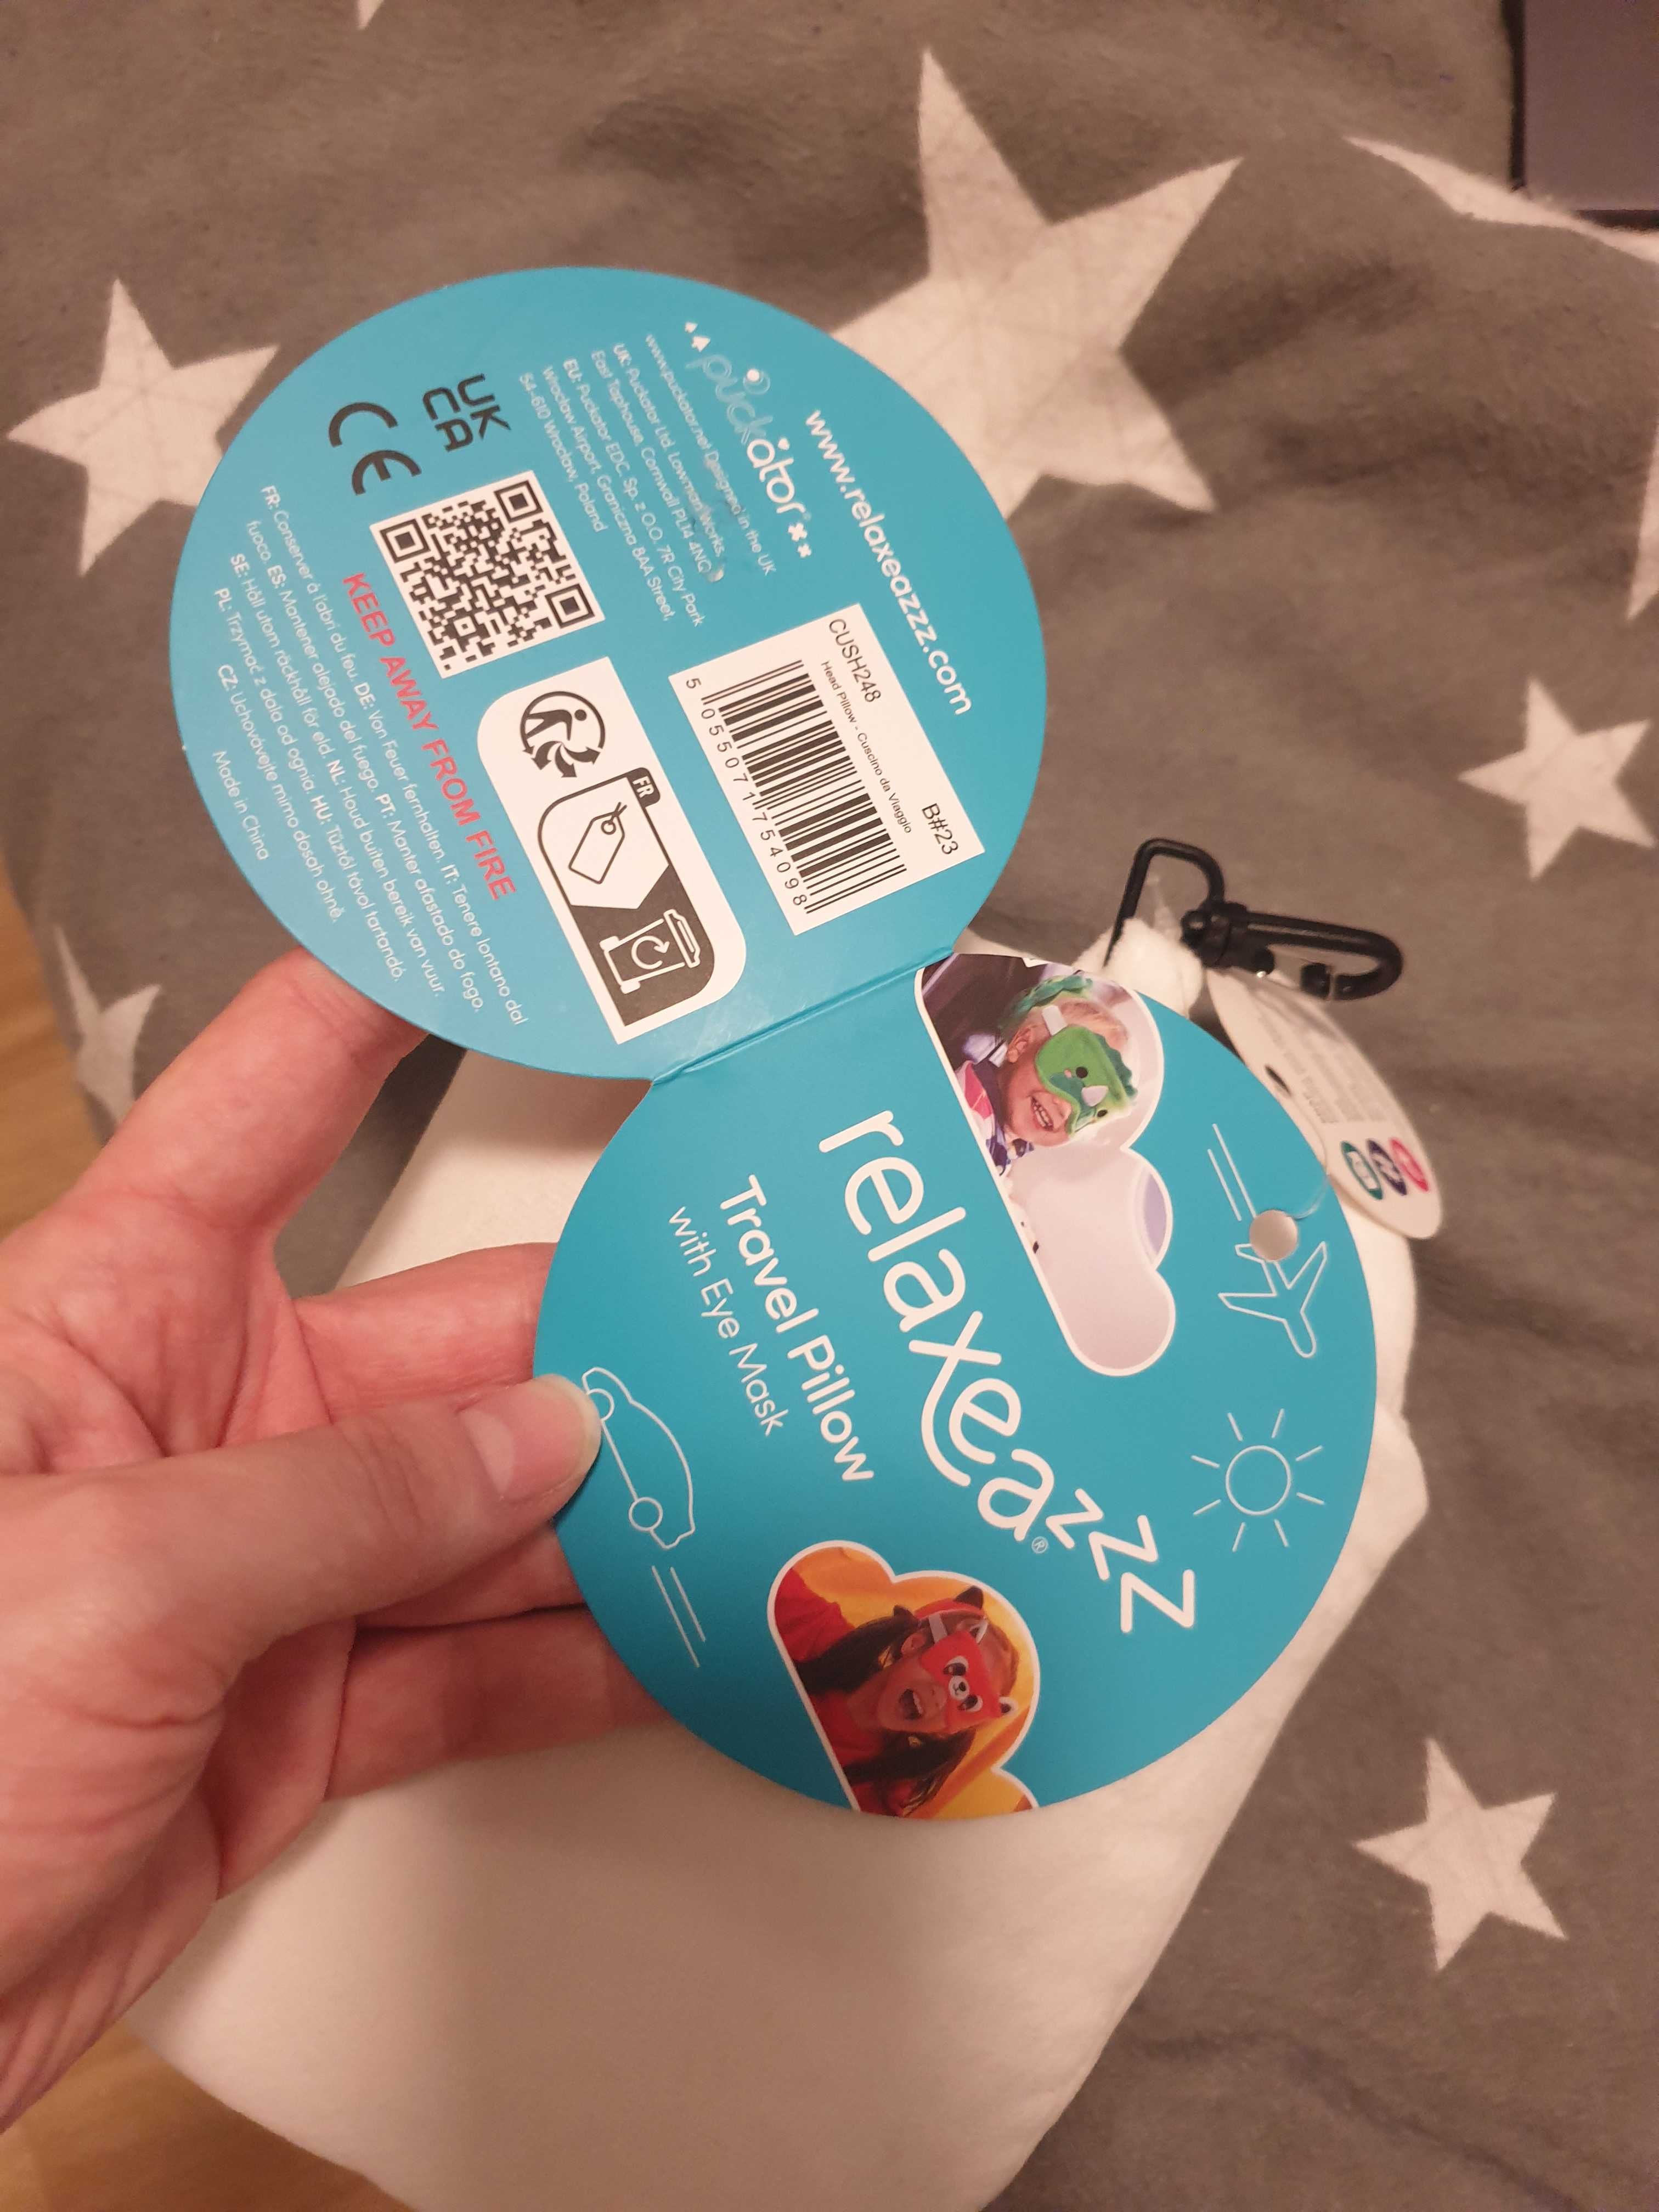 www.relaxeazzz.com
puckator
www.puckator.net Designed in the UK
UK: Puckator Ltd. Lowmoor Works,
East Taphouse, Cornwall PL14 4NQ
EU: Puckator EDC. Sp. z O.O. 7R City Park
Wrocław Airport, Graniczna 8AA Street,
54-610 Wrocław, Poland
UK
CA
CE
CUSH248
B#23
Head Pillow - Cuscino da Viaggio
5 055071 754098
FR
KEEP AWAY FROM FIRE
FR: Conserver à l'abri du feu. DE: Von Feuer fernhalten. IT: Tenere lontano dal
fuoco. ES: Mantener alejado del fuego. PT: Manter afastado do fogo.
SE: Håll utom räckhåll för eld. NL: Houd buiten bereik van vuur.
PL: Trzymać z dala od ognia. HU: Tűztől távol tartandó.
CZ: Uchovávejte mimo dosah ohně.
Made in China
relaxeazzz®
Travel Pillow
with Eye Mask